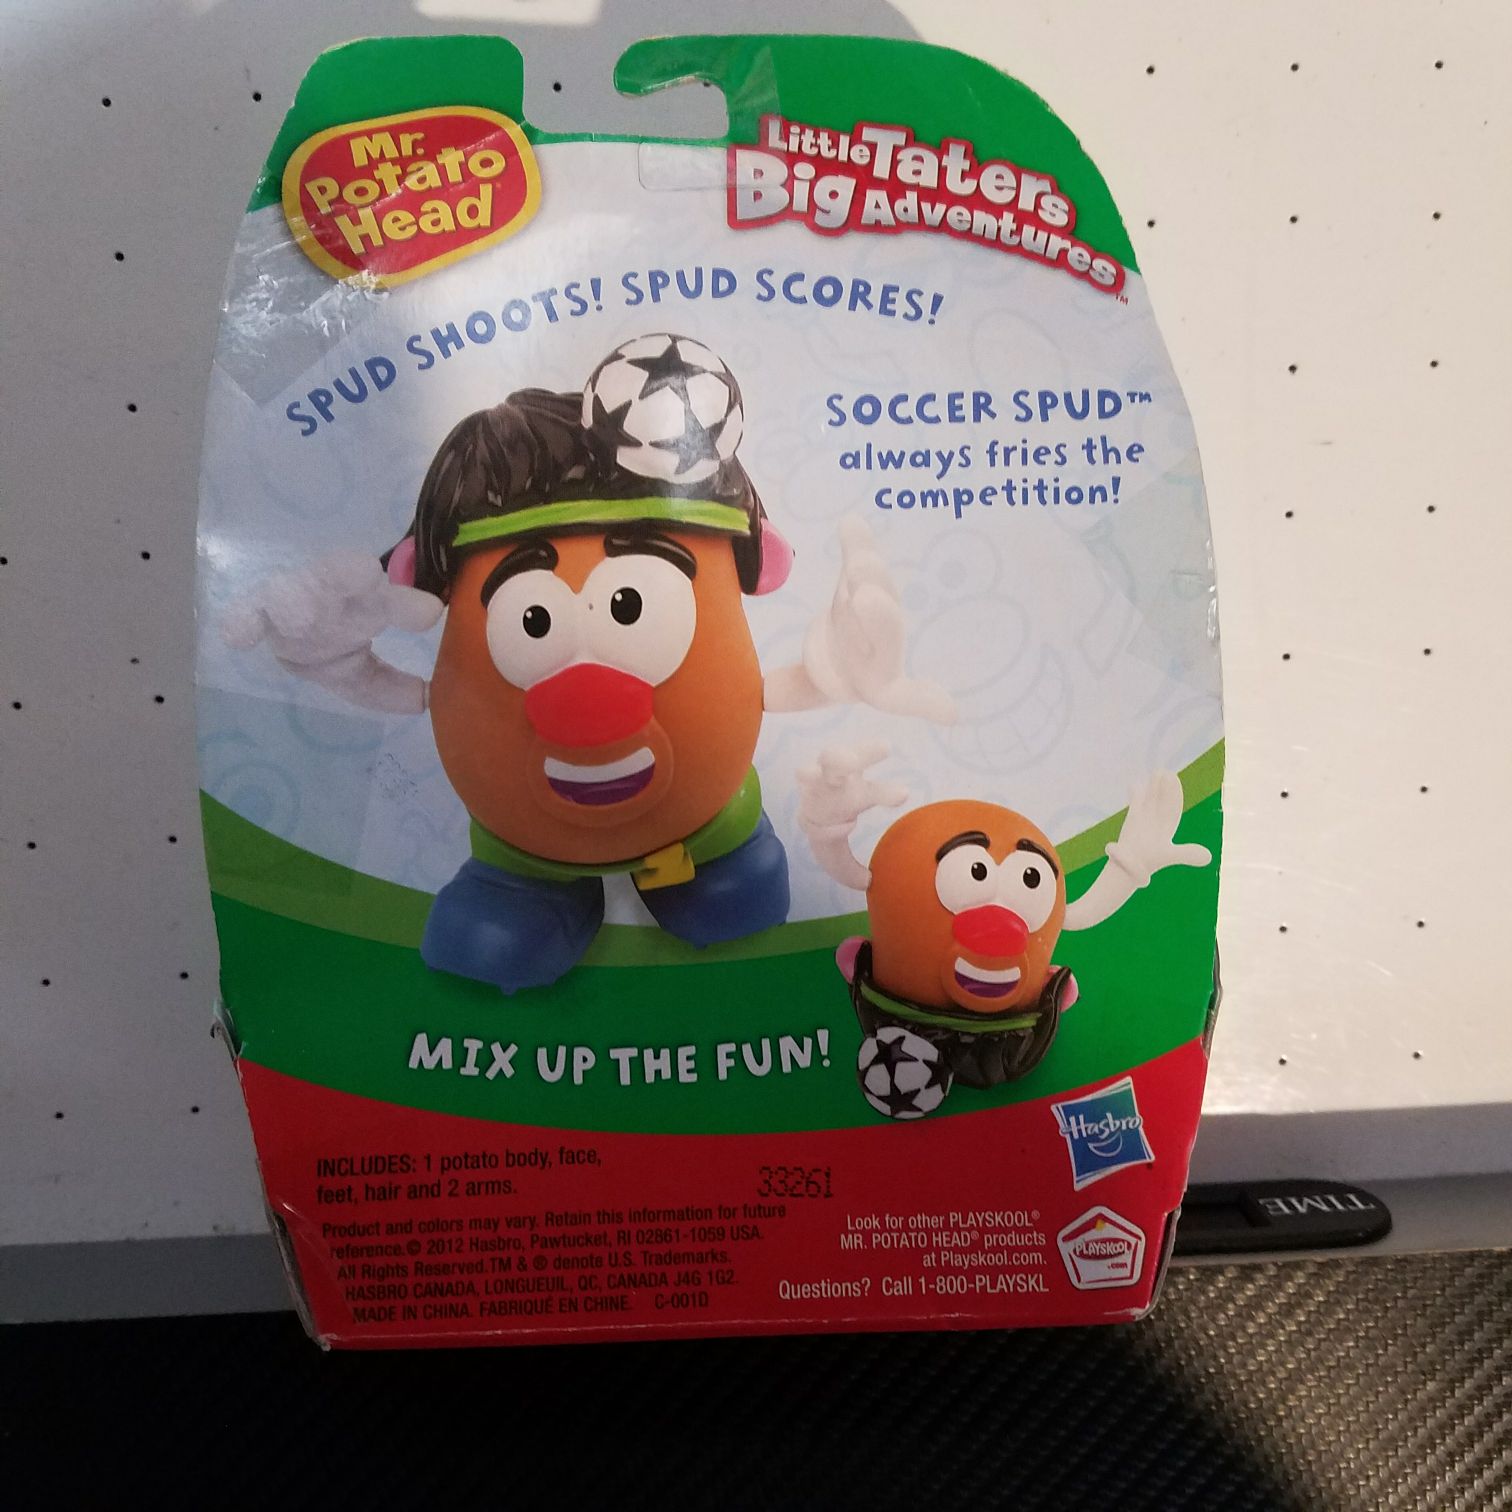 Mr.
Potato
Head
Little Taters
Big Adventures™
SPUD SHOOTS! SPUD SCORES!
SOCCER SPUD™
always fries the
competition!
MIX UP THE FUN!
Hasbro
INCLUDES: 1 potato body, face,
feet, hair and 2 arms.
33261
Product and colors may vary. Retain this information for future
reference.© 2012 Hasbro, Pawtucket, RI 02861-1059 USA.
All Rights Reserved.TM & ® denote U.S. Trademarks.
HASBRO CANADA, LONGUEUIL, QC, CANADA J4G 1G2.
MADE IN CHINA. FABRIQUÉ EN CHINE. C-001D
Look for other PLAYSKOOL®
MR. POTATO HEAD® products
at Playskool.com.
Questions? Call 1-800-PLAYSKL
PLAYSKOOL
.com
TIME